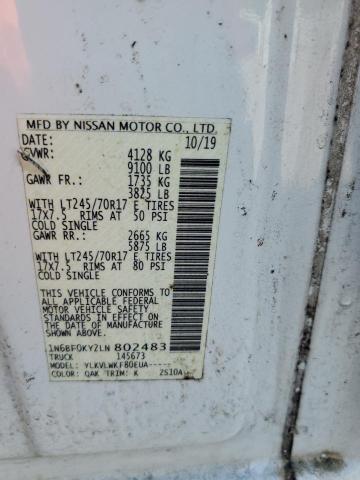 MFD BY NISSAN MOTOR CO., LTD.
DATE: 10/19
GVWR: 4128 KG
9100 LB
GAWR FR.: 1735 KG
3825 LB
WITH LT245/70R17 E TIRES
17X7.5 RIMS AT 50 PSI
COLD SINGLE
GAWR RR.: 2665 KG
5875 LB
WITH LT245/70R17 E TIRES
17X7.5 RIMS AT 80 PSI
COLD SINGLE
THIS VEHICLE CONFORMS TO
ALL APPLICABLE FEDERAL
MOTOR VEHICLE SAFETY
STANDARDS IN EFFECT ON THE
DATE OF MANUFACTURE
SHOWN ABOVE.
1N6BF0KY2LN 802483
TRUCK 145673
MODEL: YLKVLWKF80EUA-----
COLOR: QAK TRIM: K 2S10A